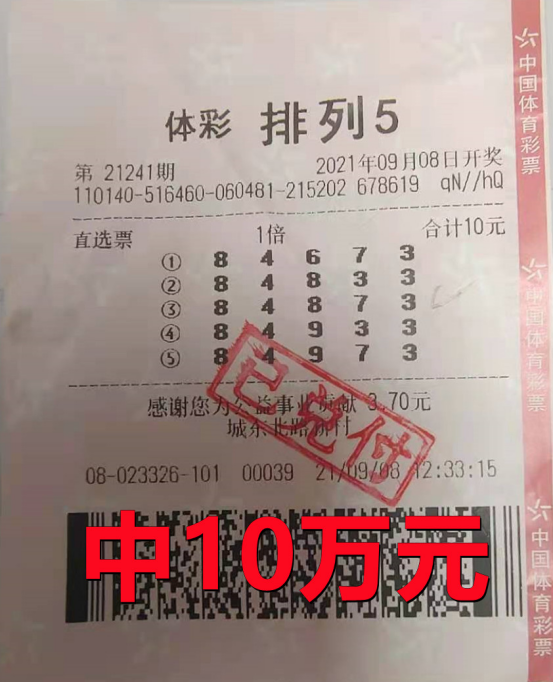 体彩 排列5
第 21241期 2021年09月08日开奖
110140-516460-060481-215202 678619 qN//hQ
直选票 1倍 合计10元
① 8 4 6 7 3
② 8 4 8 3 3
③ 8 4 8 7 3
④ 8 4 9 3 3
⑤ 8 4 9 7 3
已兑付
感谢您为公益事业贡献 3.70元
城东北路
08-023326-101 00039 21/09/08 12:33:15
中10万元
中国体育彩票
中国体育彩票
中国体育彩票